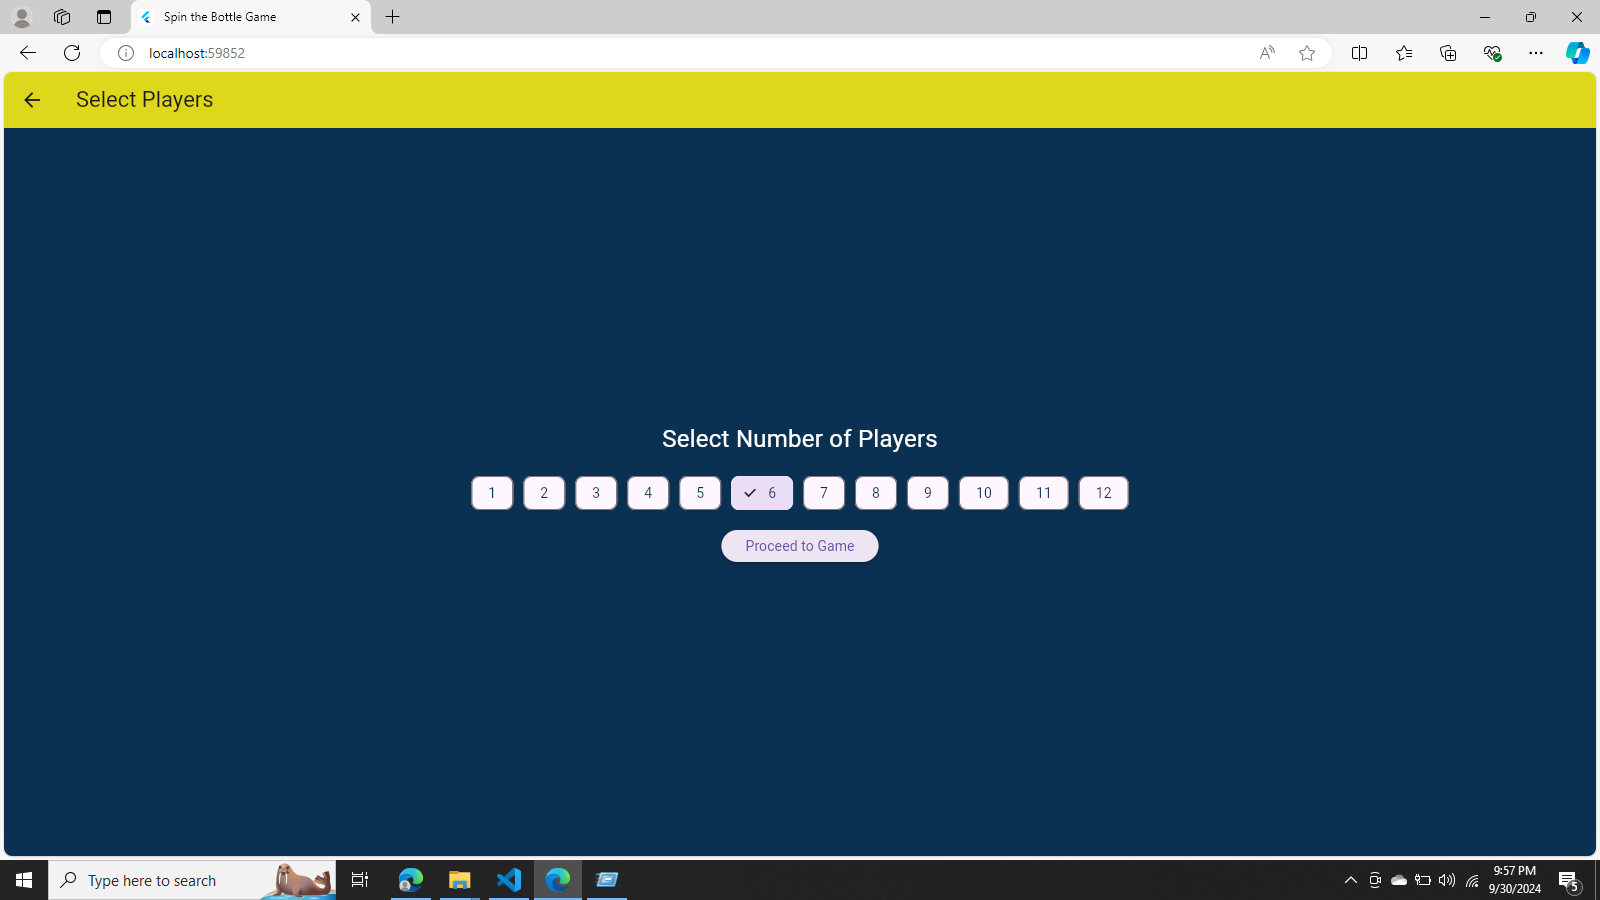 Spin the Bottle Game
localhost:59852
Select Players
Select Number of Players
1 2 3 4 5 6 7 8 9 10 11 12
Proceed to Game
Type here to search
9:57 PM
9/30/2024
5